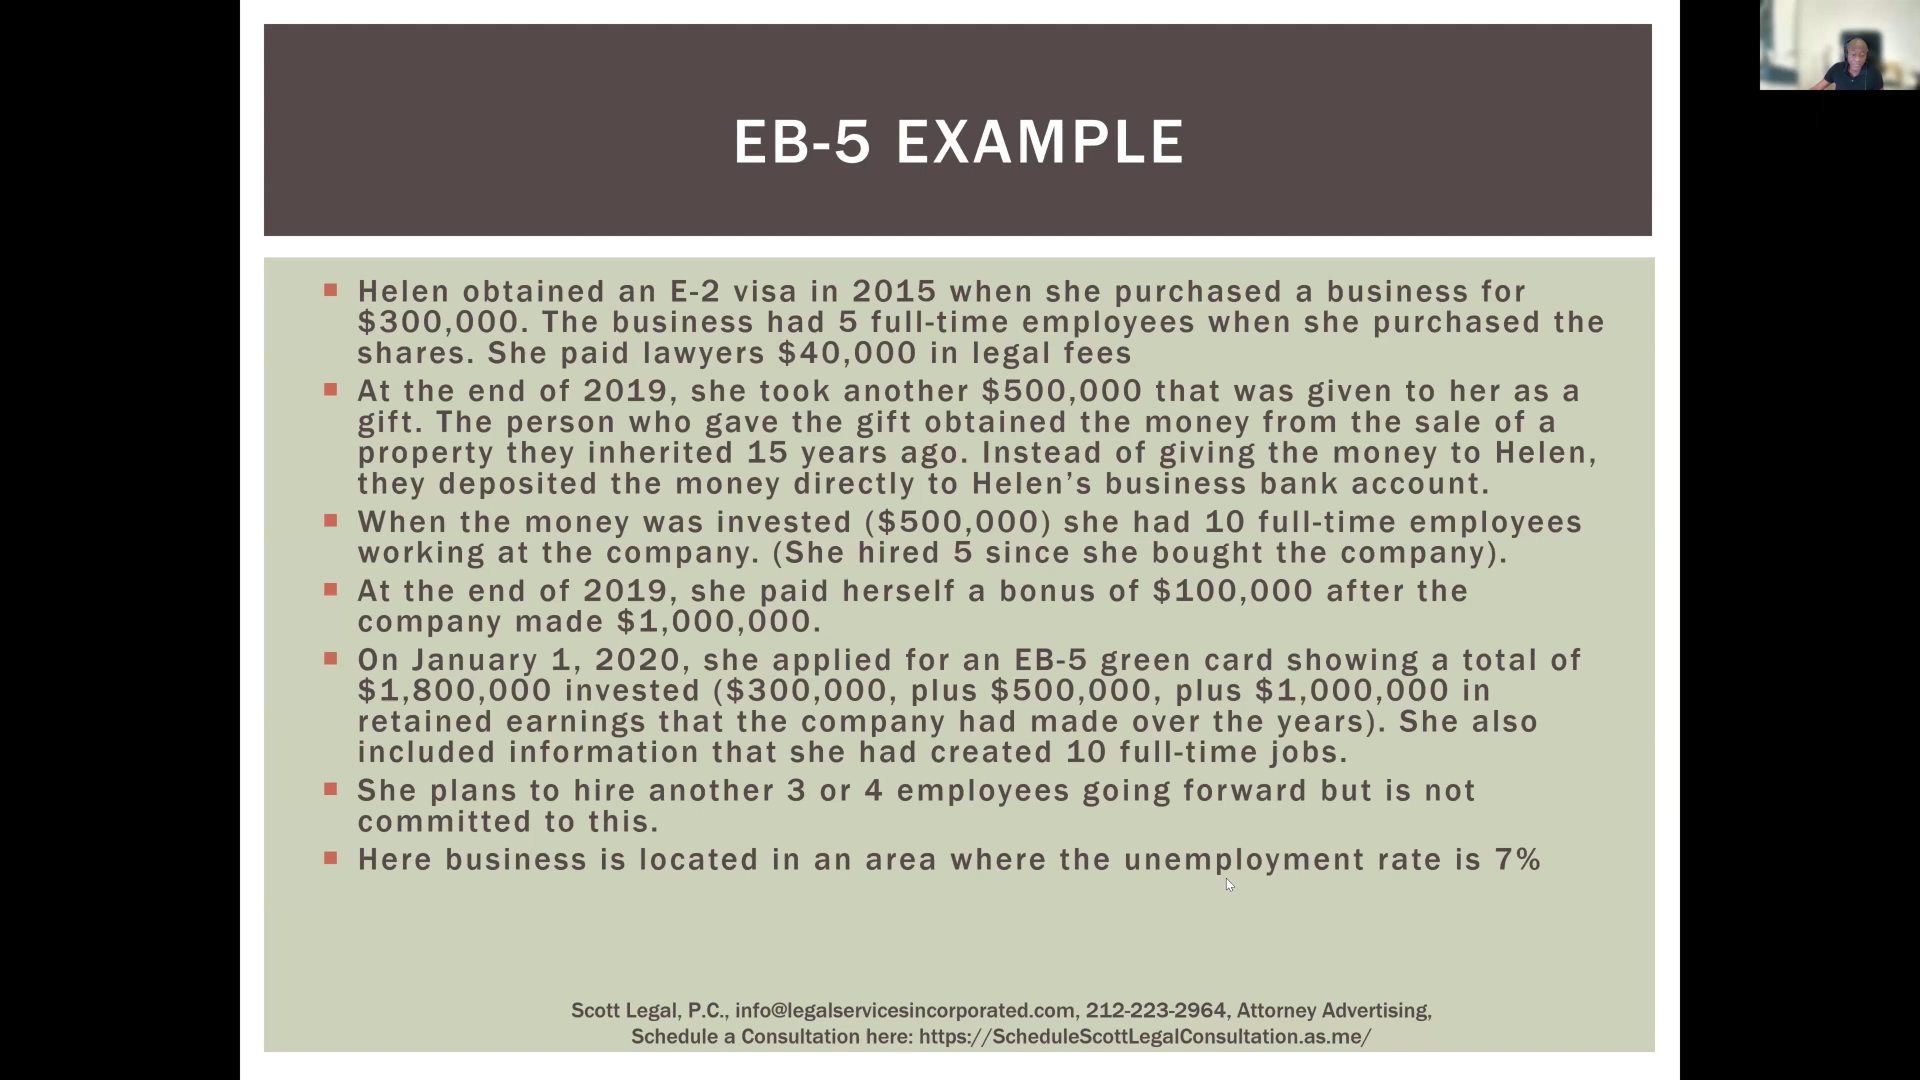 EB-5 EXAMPLE
Helen obtained an E-2 visa in 2015 when she purchased a business for
$300,000. The business had 5 full-time employees when she purchased the
shares. She paid lawyers $40,000 in legal fees
At the end of 2019, she took another $500,000 that was given to her as a
gift. The person who gave the gift obtained the money from the sale of a
property they inherited 15 years ago. Instead of giving the money to Helen,
they deposited the money directly to Helen’s business bank account.
When the money was invested ($500,000) she had 10 full-time employees
working at the company. (She hired 5 since she bought the company).
At the end of 2019, she paid herself a bonus of $100,000 after the
company made $1,000,000.
On January 1, 2020, she applied for an EB-5 green card showing a total of
$1,800,000 invested ($300,000, plus $500,000, plus $1,000,000 in
retained earnings that the company had made over the years). She also
included information that she had created 10 full-time jobs.
She plans to hire another 3 or 4 employees going forward but is not
committed to this.
Here business is located in an area where the unemployment rate is 7%
Scott Legal, P.C., info@legalservicesincorporated.com, 212-223-2964, Attorney Advertising,
Schedule a Consultation here: https://ScheduleScottLegalConsultation.as.me/